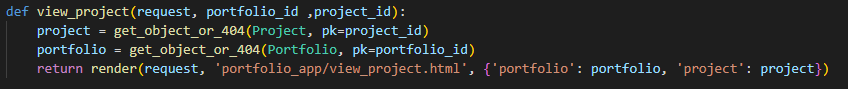 def view_project(request, portfolio_id ,project_id):
    project = get_object_or_404(Project, pk=project_id)
    portfolio = get_object_or_404(Portfolio, pk=portfolio_id)
    return render(request, 'portfolio_app/view_project.html', {'portfolio': portfolio, 'project': project})